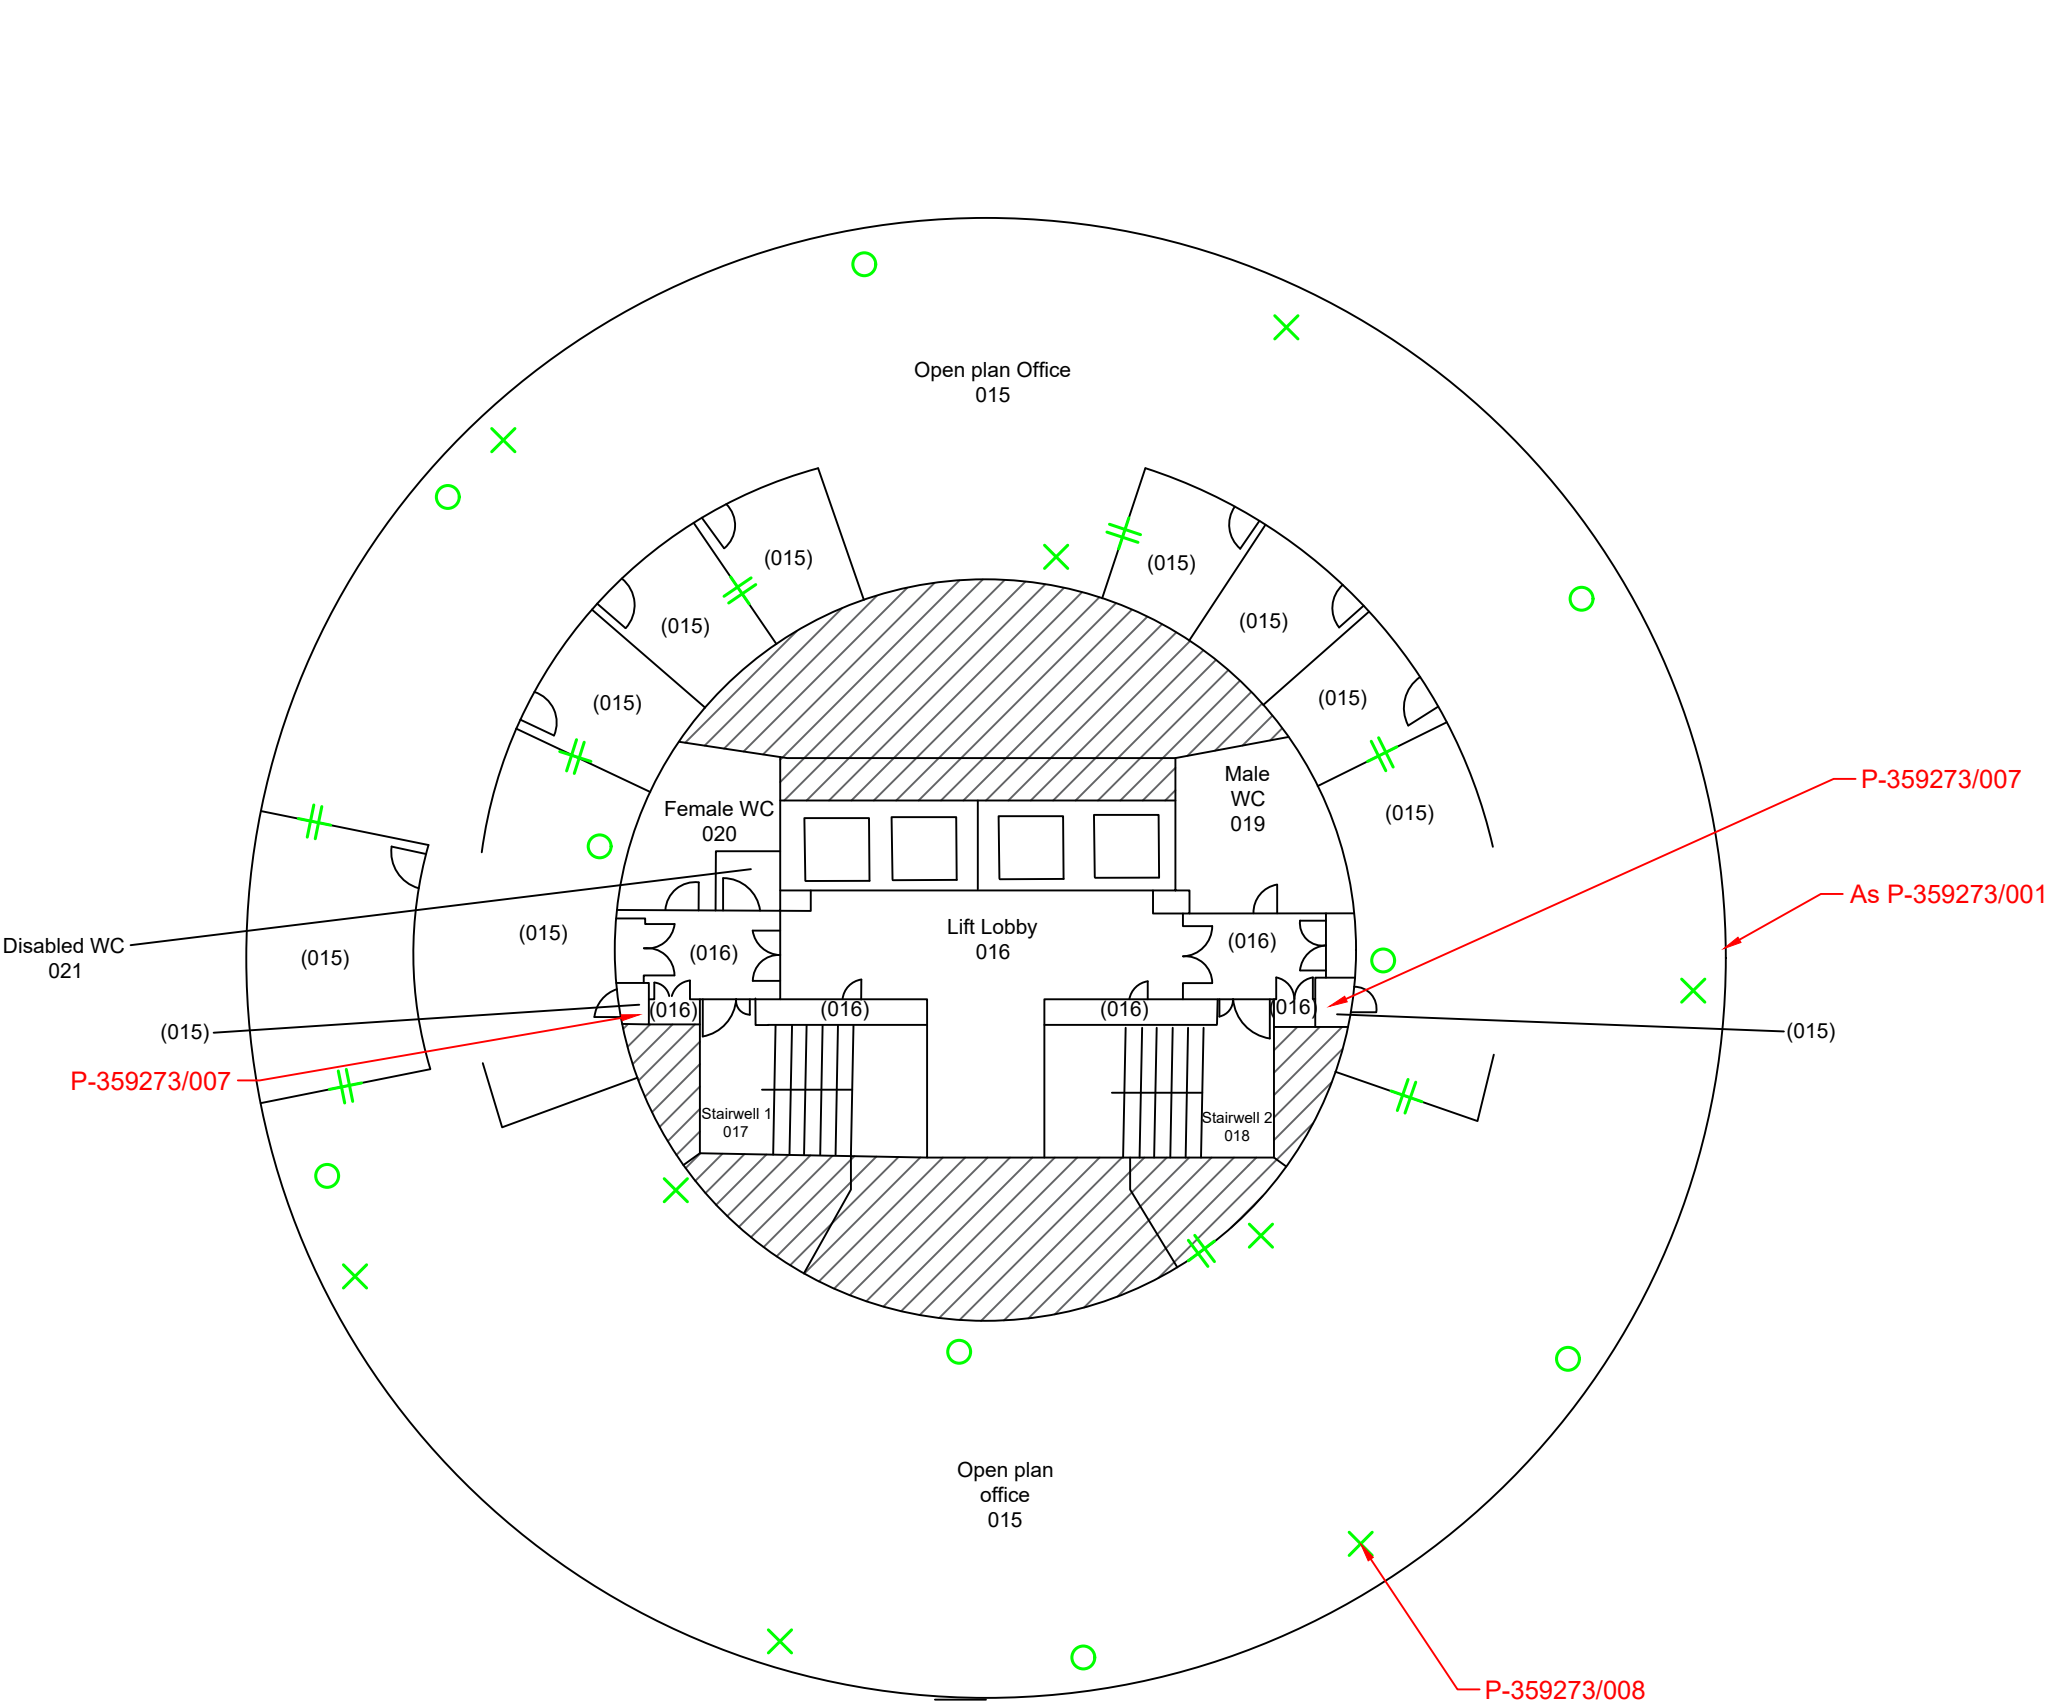 Open plan Office
015
(015)
(015)
(015)
(015)
(015)
(015)
(015)
Female WC
020
Male
WC
019
P-359273/007
As P-359273/001
Lift Lobby
016
(016)
(016)
(015)
(015)
Disabled WC
021
(016)
(016)
(016)
(016)
(015)
(015)
P-359273/007
Stairwell 1
017
Stairwell 2
018
Open plan
office
015
P-359273/008